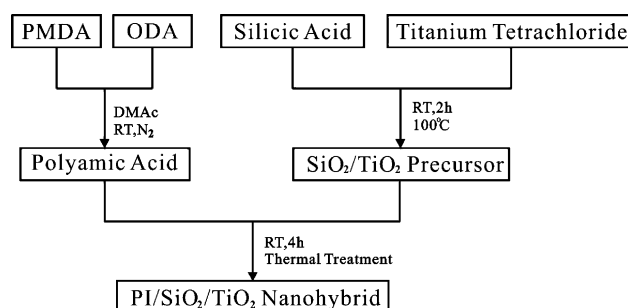 PMDA
ODA
Silicic Acid
Titanium Tetrachloride
DMAc
RT,N₂
RT,2h
100℃
Polyamic Acid
SiO₂/TiO₂ Precursor
RT,4h
Thermal Treatment
PI/SiO₂/TiO₂ Nanohybrid